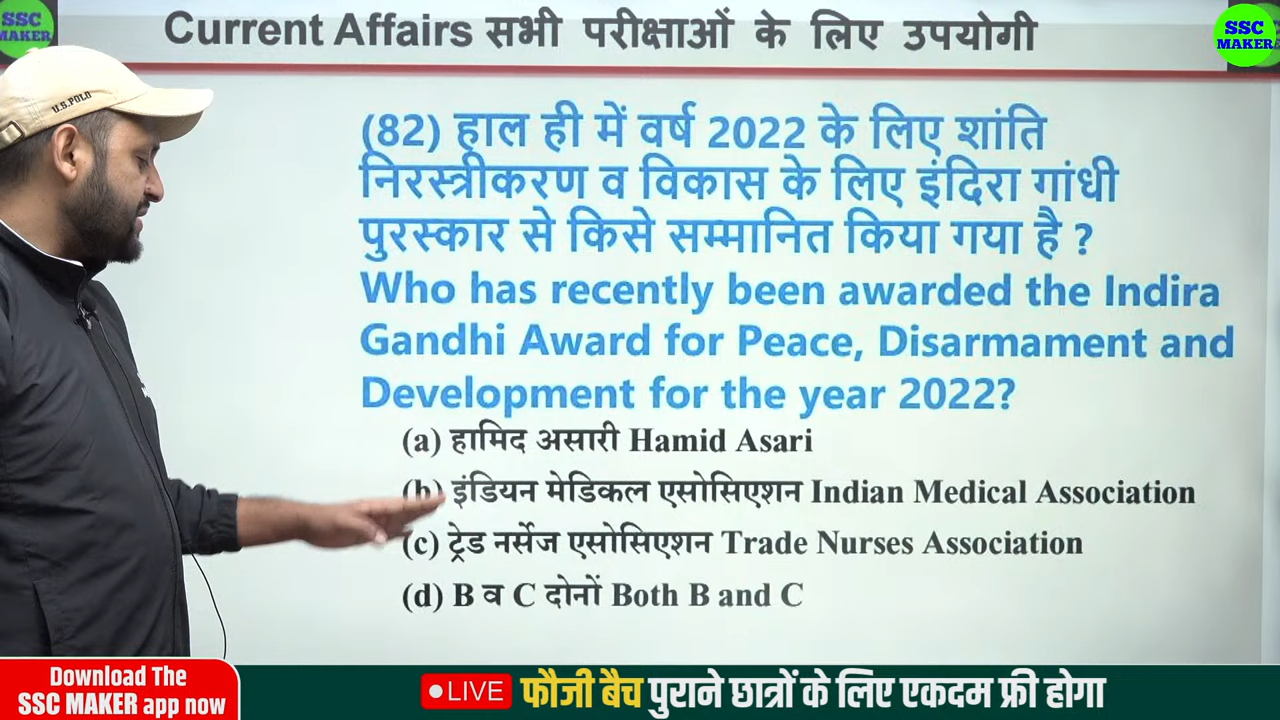 SSC
MAKER
Current Affairs सभी परीक्षाओं के लिए उपयोगी
SSC
MAKER
U.S.POLO
(82) हाल ही में वर्ष 2022 के लिए शांति
निरस्त्रीकरण व विकास के लिए इंदिरा गांधी
पुरस्कार से किसे सम्मानित किया गया है ?
Who has recently been awarded the Indira
Gandhi Award for Peace, Disarmament and
Development for the year 2022?
(a) हामिद असारी Hamid Asari
(b) इंडियन मेडिकल एसोसिएशन Indian Medical Association
(c) ट्रेड नर्सेज एसोसिएशन Trade Nurses Association
(d) B व C दोनों Both B and C
Download The
SSC MAKER app now
LIVE फौजी बैच पुराने छात्रों के लिए एकदम फ्री होगा